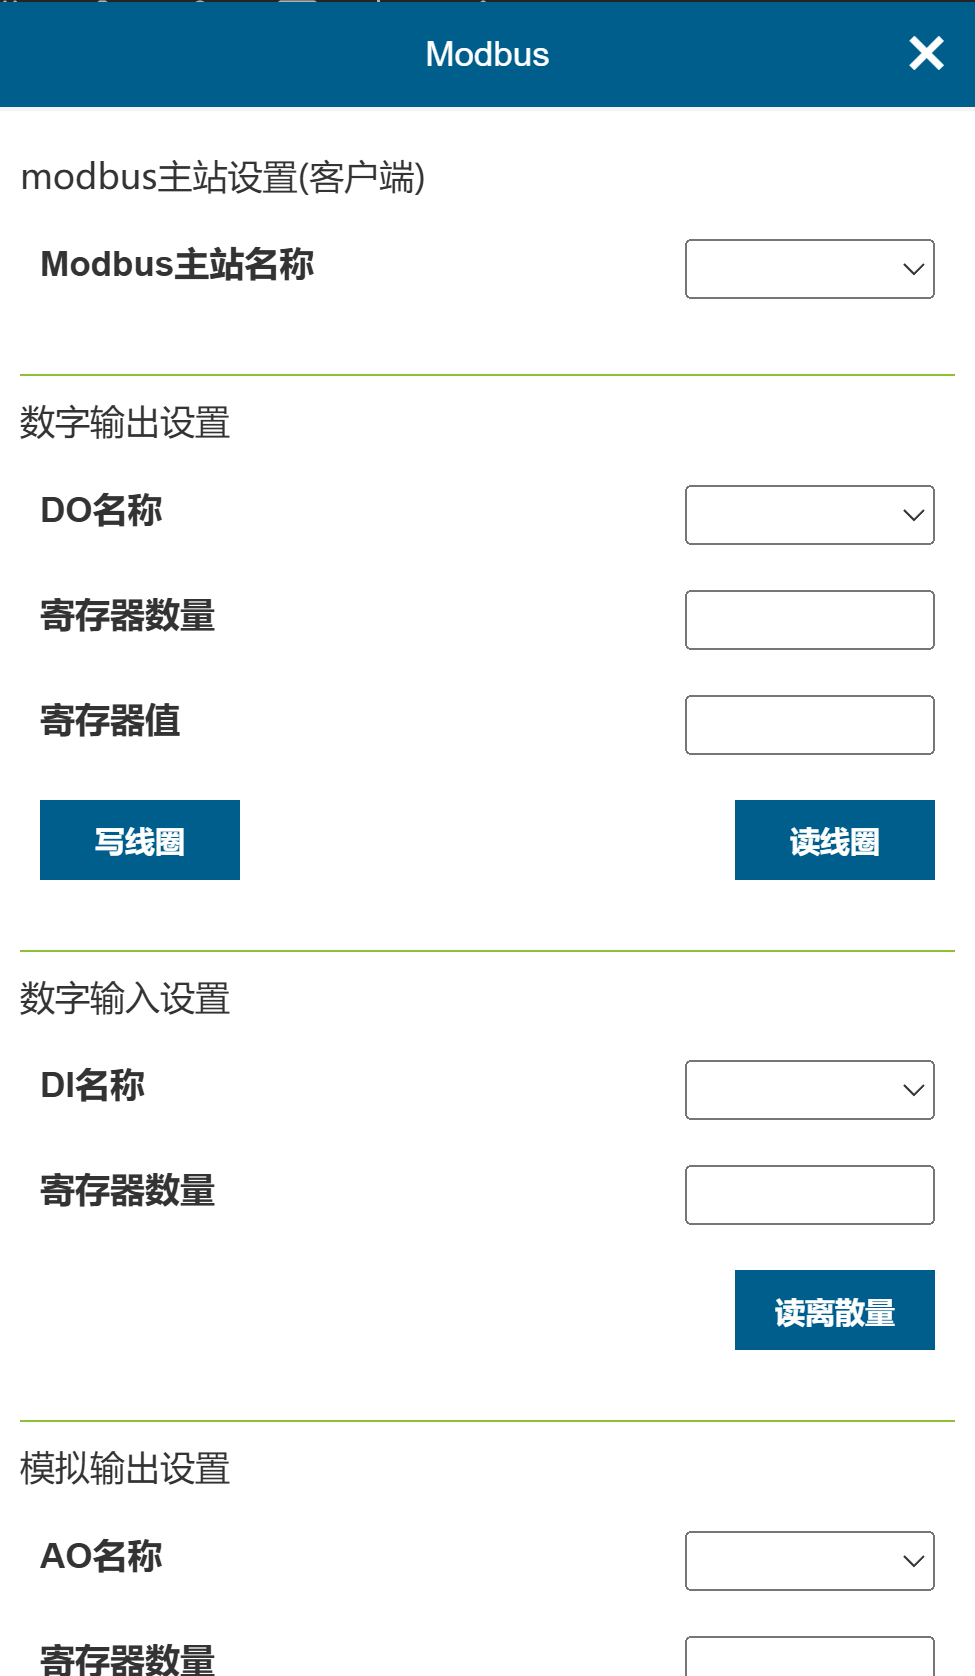 Modbus
modbus主站设置(客户端)
Modbus主站名称
数字输出设置
DO名称
寄存器数量
寄存器值
写线圈
读线圈
数字输入设置
DI名称
寄存器数量
读离散量
模拟输出设置
AO名称
寄存器数量